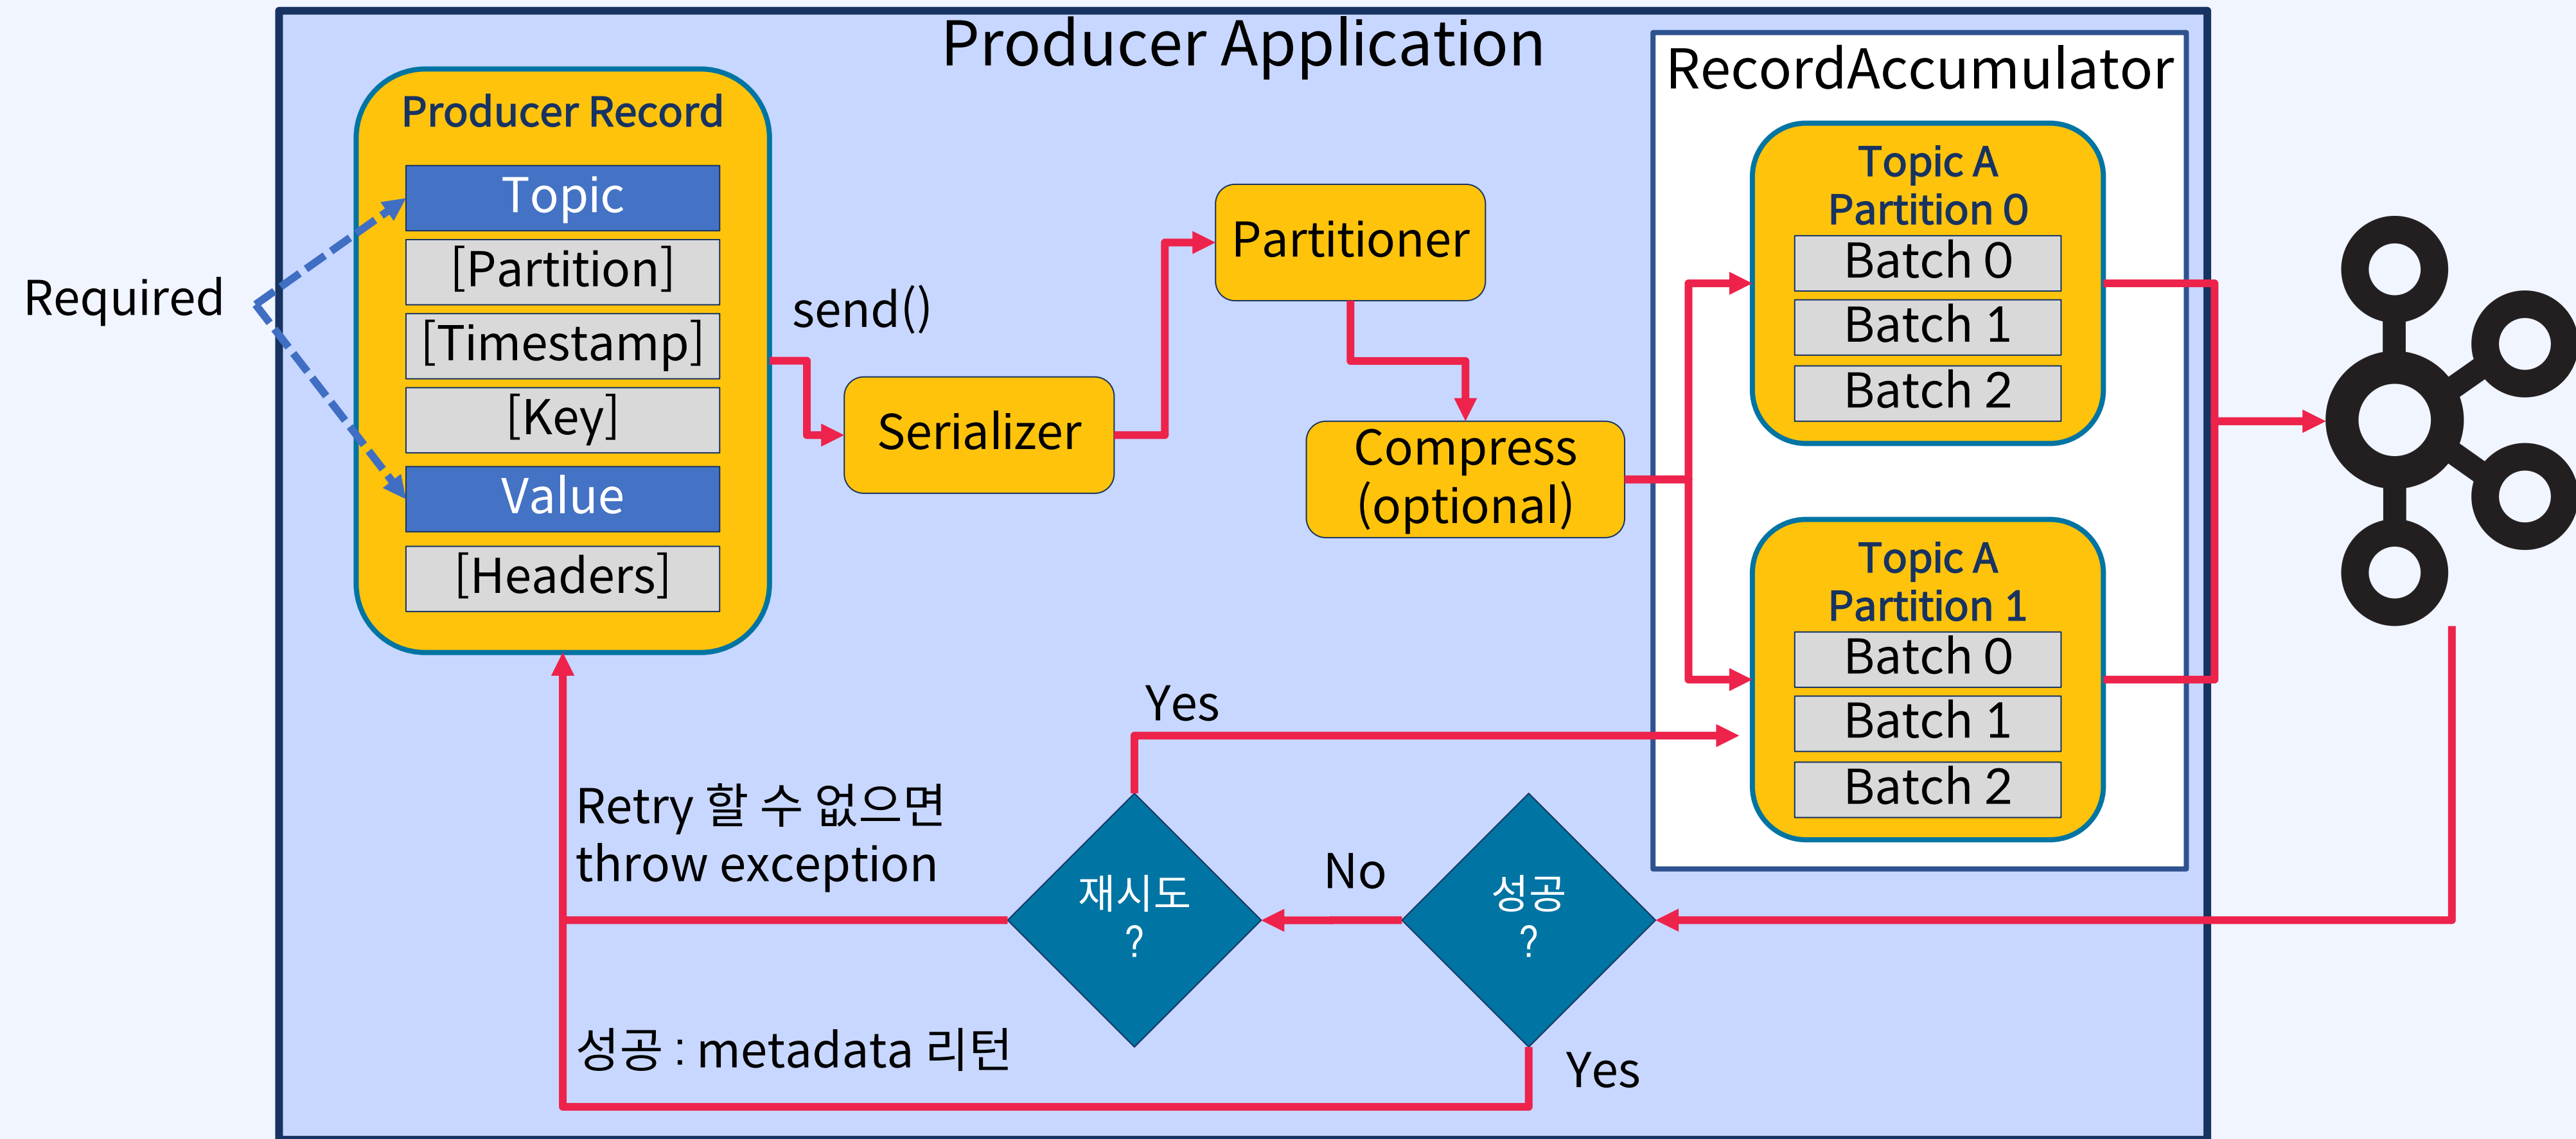 Producer Application
Producer Record
Topic
[Partition]
[Timestamp]
[Key]
Value
[Headers]
Required
send()
Serializer
Partitioner
Compress
(optional)
RecordAccumulator
Topic A
Partition 0
Batch 0
Batch 1
Batch 2
Topic A
Partition 1
Batch 0
Batch 1
Batch 2
Yes
Retry 할 수 없으면
throw exception
재시도
?
No
성공
?
성공 : metadata 리턴
Yes